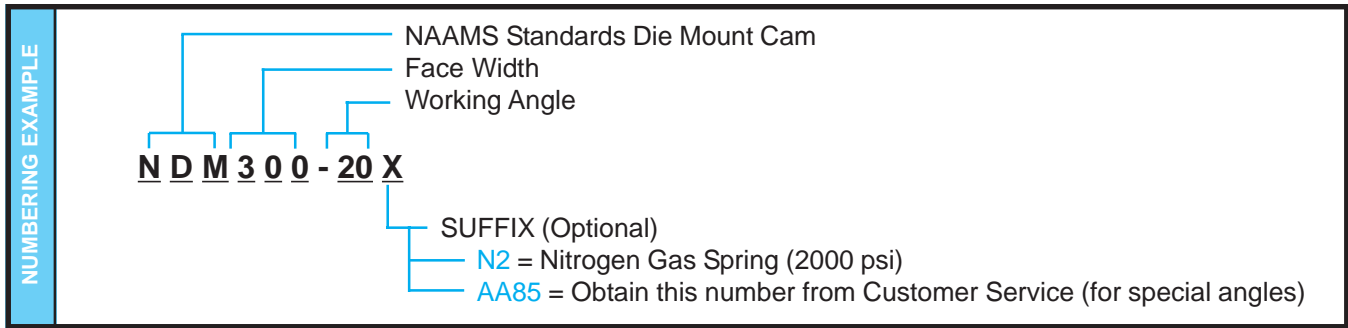 NUMBERING EXAMPLE
NAAMS Standards Die Mount Cam
Face Width
Working Angle
N D M 3 0 0 - 20 X
SUFFIX (Optional)
N2 = Nitrogen Gas Spring (2000 psi)
AA85 = Obtain this number from Customer Service (for special angles)